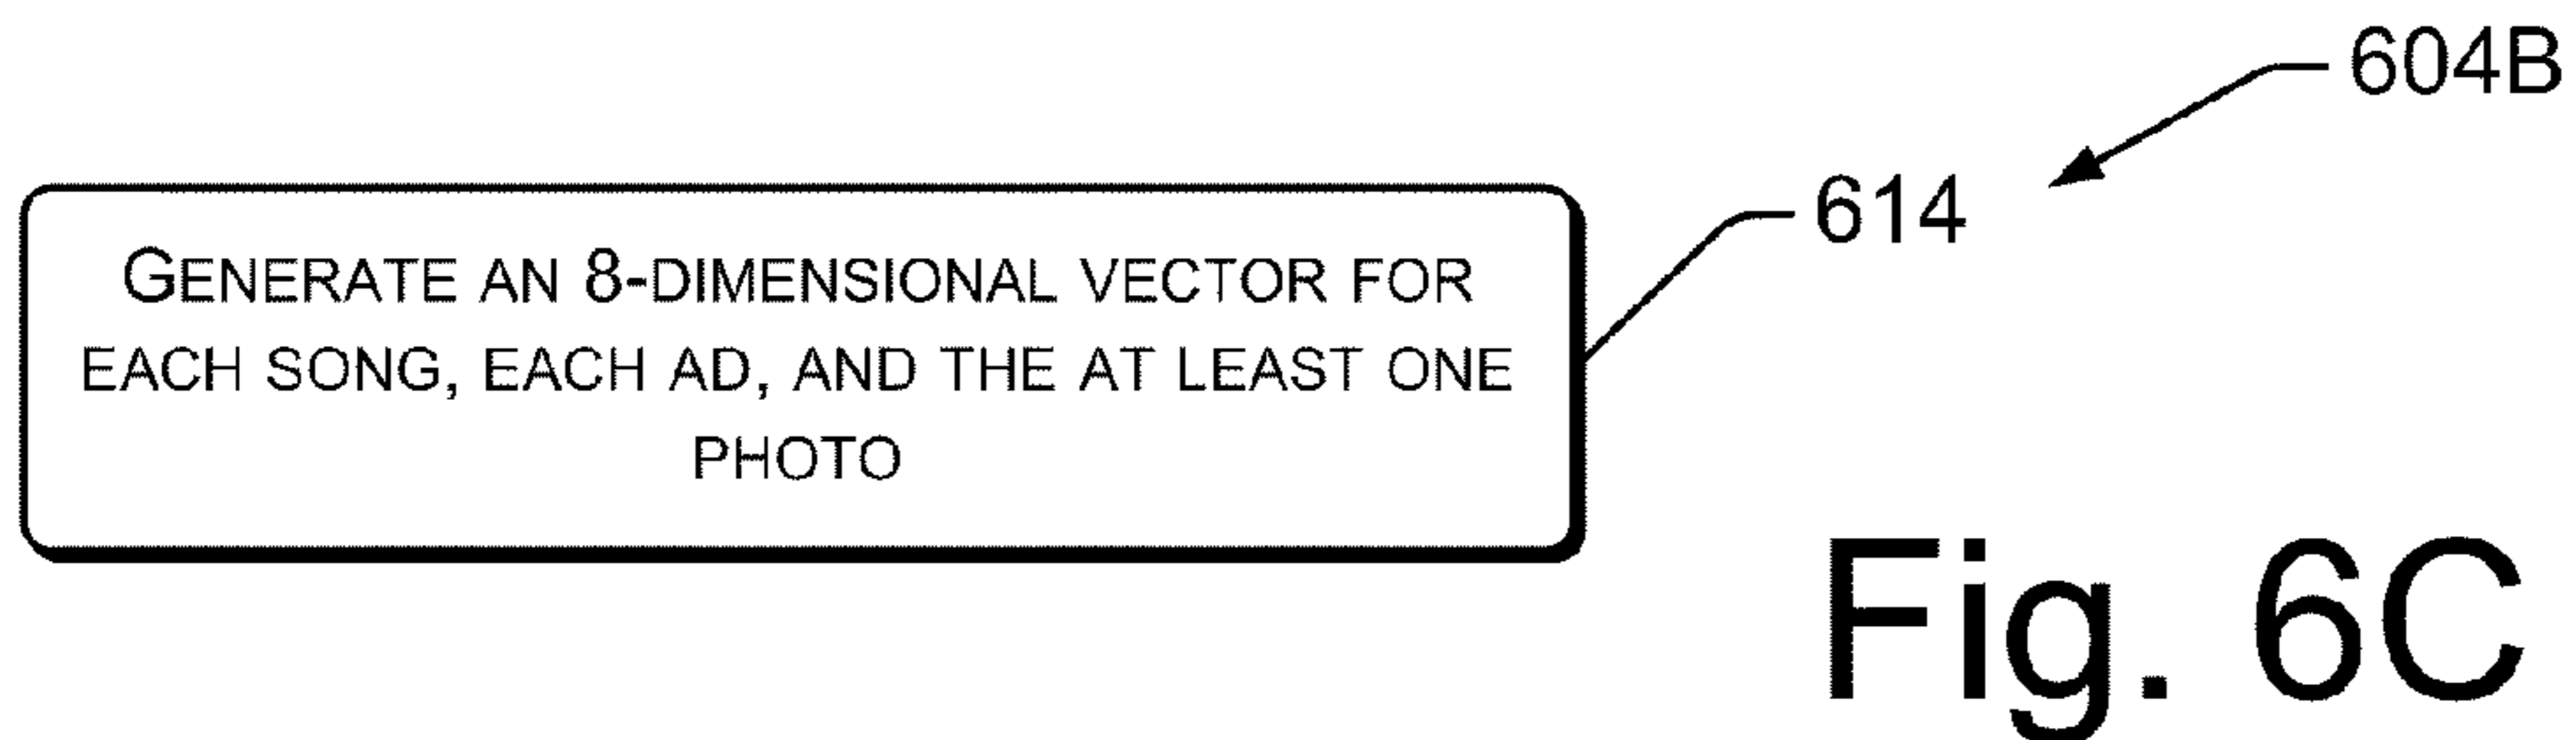 604B
614
GENERATE AN 8-DIMENSIONAL VECTOR FOR
EACH SONG, EACH AD, AND THE AT LEAST ONE
PHOTO
Fig. 6C